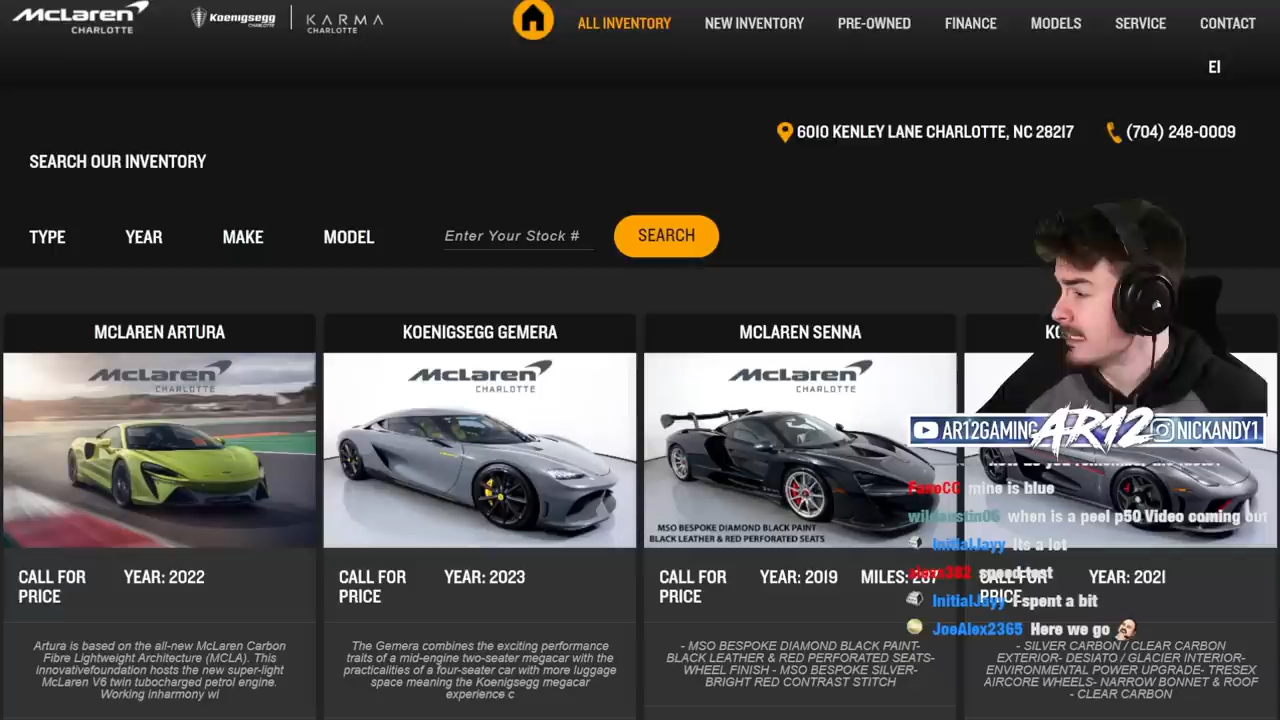 McLaren
CHARLOTTE
Koenigsegg
CHARLOTTE
KARMA
CHARLOTTE
ALL INVENTORY
NEW INVENTORY
PRE-OWNED
FINANCE
MODELS
SERVICE
CONTACT
El
6010 KENLEY LANE CHARLOTTE, NC 28217
(704) 248-0009
SEARCH OUR INVENTORY
TYPE
YEAR
MAKE
MODEL
Enter Your Stock #
SEARCH
MCLAREN ARTURA
KOENIGSEGG GEMERA
MCLAREN SENNA
McLaren
CHARLOTTE
McLaren
CHARLOTTE
McLaren
CHARLOTTE
MSO BESPOKE DIAMOND BLACK PAINT
BLACK LEATHER & RED PERFORATED SEATS
AR12GAMING
AR12
NICKANDY1
mine is blue
wildaustin06 when is a peel p50 Video coming out
InitialJayy Its a lot
speed test
InitialJayy I spent a bit
JoeAlex2365 Here we go
CALL FOR
PRICE
YEAR: 2022
CALL FOR
PRICE
YEAR: 2023
CALL FOR
PRICE
YEAR: 2019
MILES: 207
CALL FOR
PRICE
YEAR: 2021
Artura is based on the all-new McLaren Carbon
Fibre Lightweight Architecture (MCLA). This
innovativefoundation hosts the new super-light
McLaren V6 twin tubocharged petrol engine.
Working inharmony wi
The Gemera combines the exciting performance
traits of a mid-engine two-seater megacar with the
practicalities of a four-seater car with more luggage
space meaning the Koenigsegg megacar
experience c
- MSO BESPOKE DIAMOND BLACK PAINT-
BLACK LEATHER & RED PERFORATED SEATS-
WHEEL FINISH - MSO BESPOKE SILVER-
BRIGHT RED CONTRAST STITCH
- SILVER CARBON / CLEAR CARBON
EXTERIOR- DESIATO / GLACIER INTERIOR-
ENVIRONMENTAL POWER UPGRADE- TRESEX
AIRCORE WHEELS- NARROW BONNET & ROOF
- CLEAR CARBON